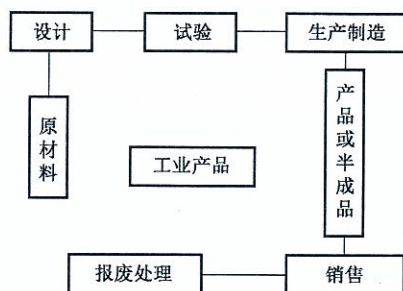 设计
试验
生产制造
原材料
产品或半成品
工业产品
报废处理
销售